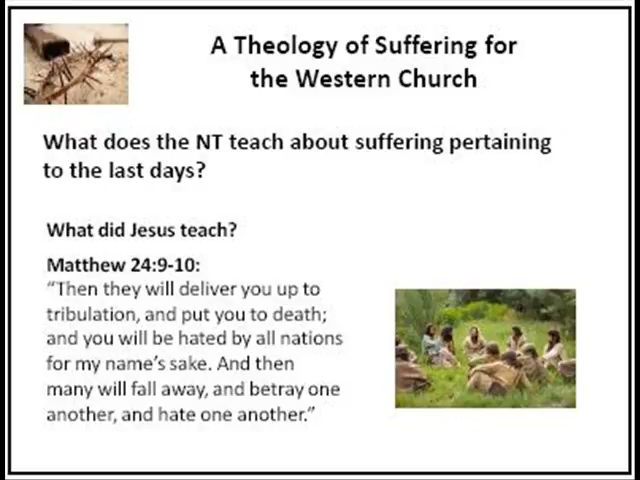 A Theology of Suffering for
the Western Church
What does the NT teach about suffering pertaining
to the last days?
What did Jesus teach?
Matthew 24:9-10:
“Then they will deliver you up to
tribulation, and put you to death;
and you will be hated by all nations
for my name’s sake. And then
many will fall away, and betray one
another, and hate one another.”